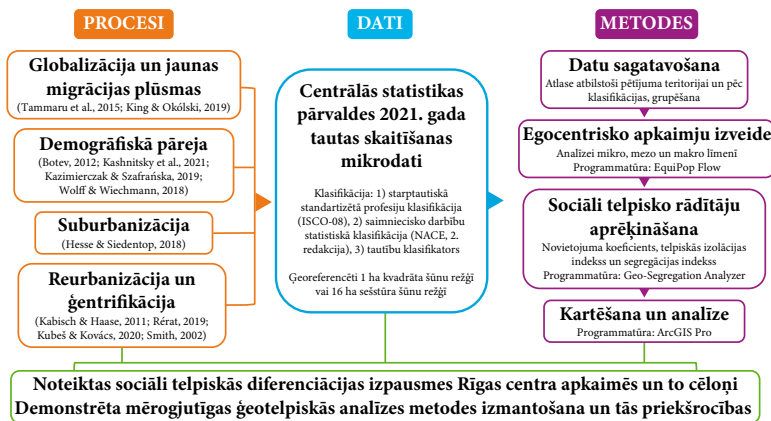 PROCESI
Globalizācija un jaunas
migrācijas plūsmas
(Tammaru et al., 2015; King & Okólski, 2019)
Demogrāfiskā pāreja
(Botev, 2012; Kashnitsky et al., 2021;
Kazimierczak & Szafrańska, 2019;
Wolff & Wiechmann, 2018)
Suburbanizācija
(Hesse & Siedentop, 2018)
Reurbanizācija un
ģentrifikācija
(Kabisch & Haase, 2011; Rérat, 2019;
Kubeš & Kovács, 2020; Smith, 2002)
DATI
Centrālās statistikas
pārvaldes 2021. gada
tautas skaitīšanas
mikrodati
Klasifikācija: 1) starptautiskā
standartizētā profesiju klasifikācija
(ISCO-08), 2) saimniecisko darbību
statistiskā klasifikācija (NACE, 2.
redakcija), 3) tautību klasifikators
Ģeoreferencēti 1 ha kvadrāta šūnu režģī
vai 16 ha sešstūra šūnu režģī
METODES
Datu sagatavošana
Atlase atbilstoši pētījuma teritorijai un pēc
klasifikācijas, grupēšana
Egocentrisko apkaimju izveide
Analīzei mikro, mezo un makro līmenī
Programmatūra: EquiPop Flow
Sociāli telpisko rādītāju
aprēķināšana
Novietojuma koeficients, telpiskās izolācijas
indekss un segregācijas indekss
Programmatūra: Geo-Segregation Analyzer
Kartēšana un analīze
Programmatūra: ArcGIS Pro
Noteiktas sociāli telpiskās diferenciācijas izpausmes Rīgas centra apkaimēs un to cēloņi
Demonstrēta mērogjutīgas ģeotelpiskās analīzes metodes izmantošana un tās priekšrocības